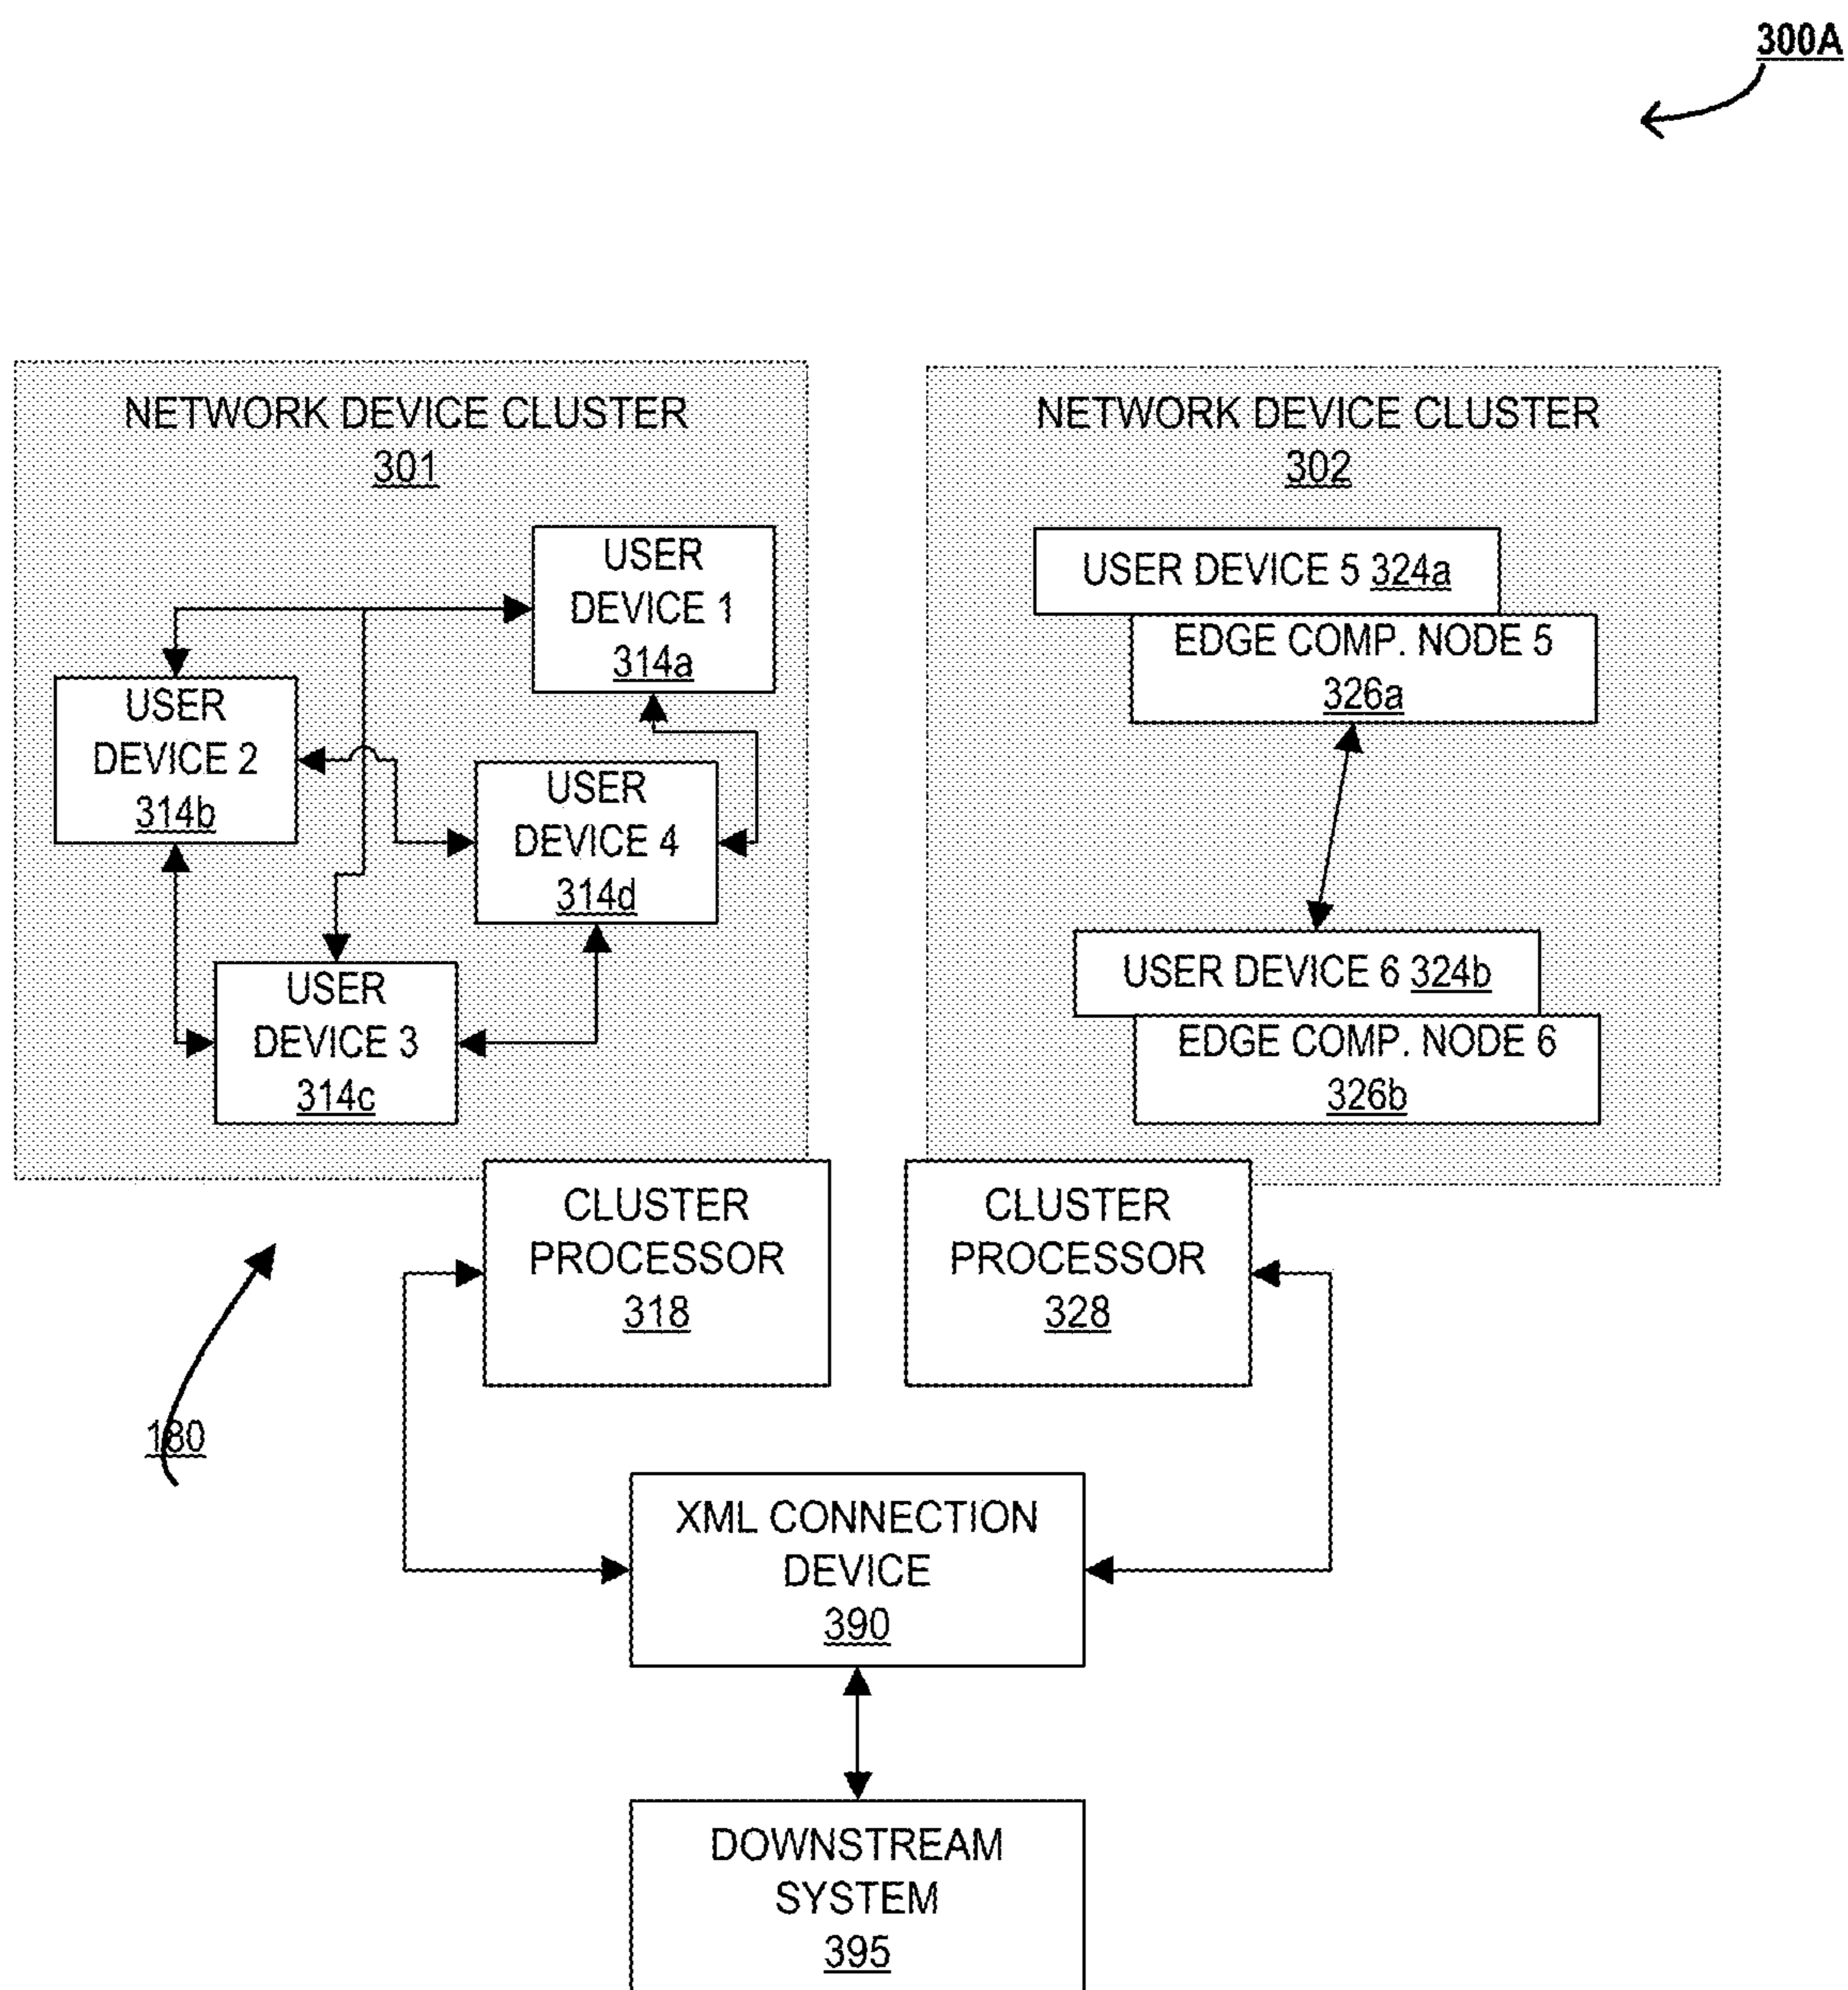 300A
NETWORK DEVICE CLUSTER
301
USER
DEVICE 1
314a
USER
DEVICE 2
314b
USER
DEVICE 4
314d
USER
DEVICE 3
314c
NETWORK DEVICE CLUSTER
302
USER DEVICE 5 324a
EDGE COMP. NODE 5
326a
USER DEVICE 6 324b
EDGE COMP. NODE 6
326b
CLUSTER
PROCESSOR
318
CLUSTER
PROCESSOR
328
180
XML CONNECTION
DEVICE
390
DOWNSTREAM
SYSTEM
395